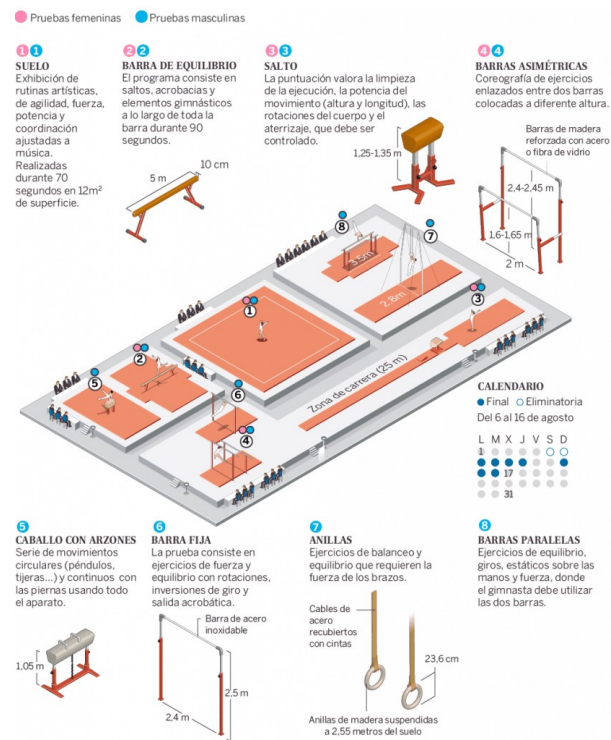 Pruebas femeninas
Pruebas masculinas
1 1
SUELO
Exhibición de
rutinas artísticas,
de agilidad, fuerza,
potencia y
coordinación
ajustadas a
música.
Realizadas
durante 70
segundos en 12m²
de superficie.
2 2
BARRA DE EQUILIBRIO
El programa consiste en
saltos, acrobacias y
elementos gimnásticos
a lo largo de toda la
barra durante 90
segundos.
5 m
10 cm
3 3
SALTO
La puntuación valora la limpieza
de la ejecución, la potencia del
movimiento (altura y longitud), las
rotaciones del cuerpo y el
aterrizaje, que debe ser
controlado.
1,25-1,35 m
4 4
BARRAS ASIMÉTRICAS
Coreografía de ejercicios
enlazados entre dos barras
colocadas a diferente altura.
Barras de madera
reforzada con acero
o fibra de vidrio
2,4-2,45 m
1,6-1,65 m
2 m
8
3.5m
7
2.8m
1
3
2
5
6
4
Zona de carrera (25 m)
CALENDARIO
Final
Eliminatoria
Del 6 al 16 de agosto
L M X J V S D
1
17
31
5
CABALLO CON ARZONES
Serie de movimientos
circulares (péndulos,
tijeras...) y continuos con
las piernas usando todo
el aparato.
1,05 m
6
BARRA FIJA
La prueba consiste en
ejercicios de fuerza y
equilibrio con rotaciones,
inversiones de giro y
salida acrobática.
Barra de acero
inoxidable
2,5 m
2,4 m
7
ANILLAS
Ejercicios de balanceo y
equilibrio que requieren la
fuerza de los brazos.
Cables de
acero
recubiertos
con cintas
23,6 cm
Anillas de madera suspendidas
a 2,55 metros del suelo
8
BARRAS PARALELAS
Ejercicios de equilibrio,
giros, estáticos sobre las
manos y fuerza, donde
el gimnasta debe utilizar
las dos barras.